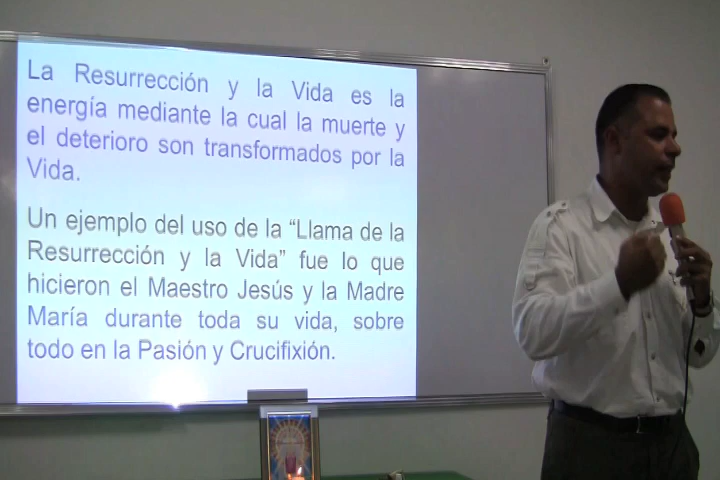 La Resurrección y la Vida es la
energía mediante la cual la muerte y
el deterioro son transformados por la
Vida.
Un ejemplo del uso de la “Llama de la
Resurrección y la Vida” fue lo que
hicieron el Maestro Jesús y la Madre
María durante toda su vida, sobre
todo en la Pasión y Crucifixión.